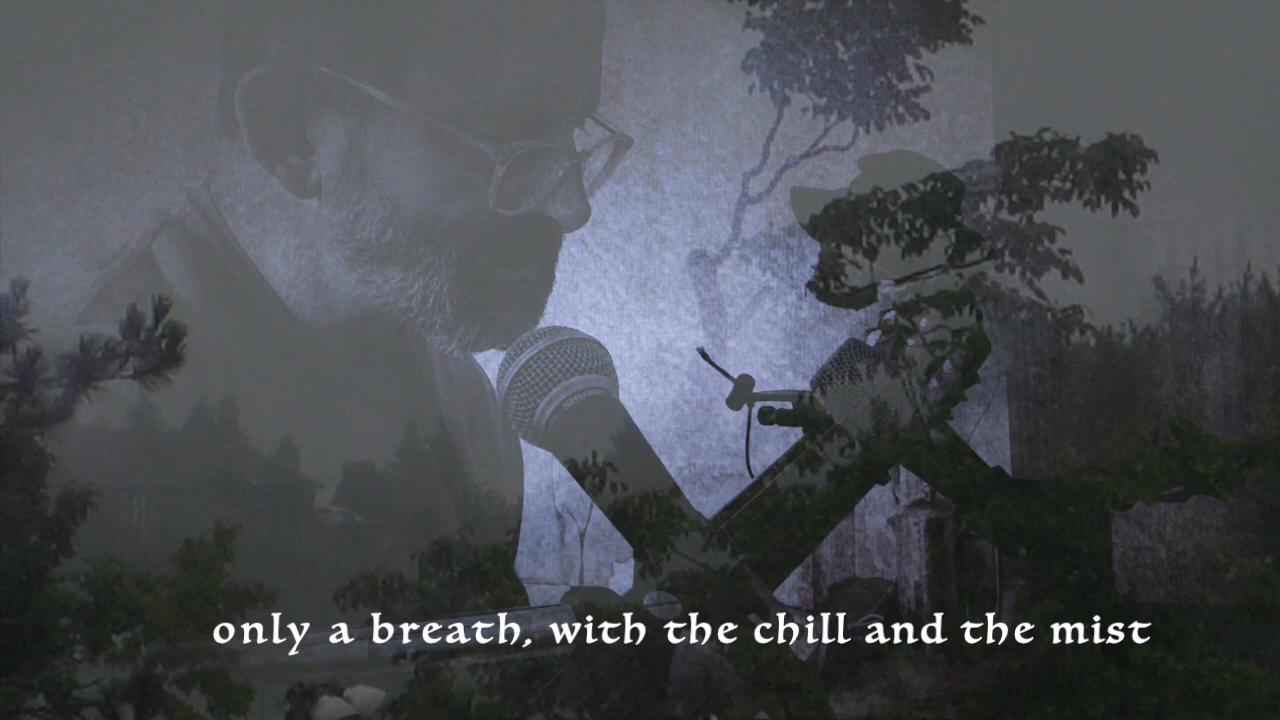 only a breath, with the chill and the mist